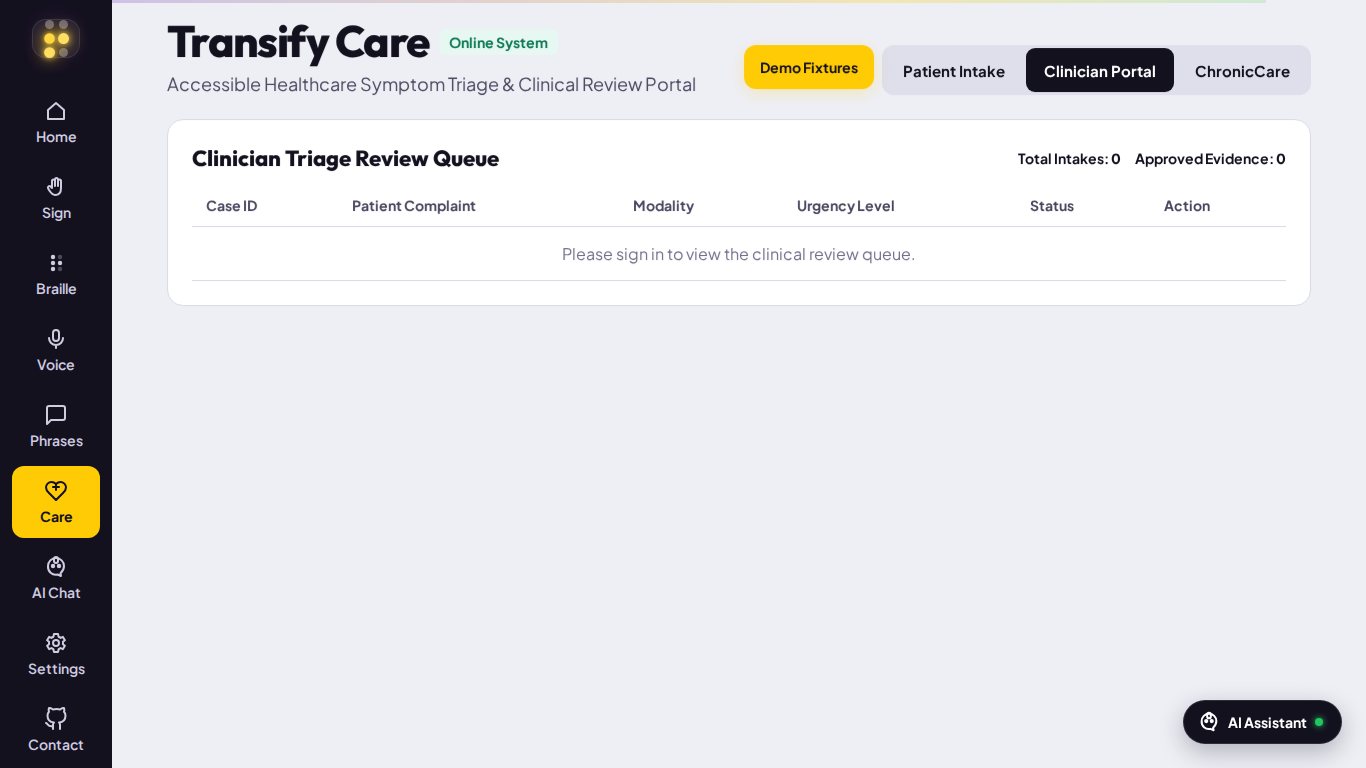 Home
Sign
Braille
Voice
Phrases
Care
AI Chat
Settings
Contact
Transify Care
Online System
Accessible Healthcare Symptom Triage & Clinical Review Portal
Demo Fixtures
Patient Intake
Clinician Portal
ChronicCare
Clinician Triage Review Queue
Total Intakes: 0
Approved Evidence: 0
Case ID
Patient Complaint
Modality
Urgency Level
Status
Action
Please sign in to view the clinical review queue.
AI Assistant